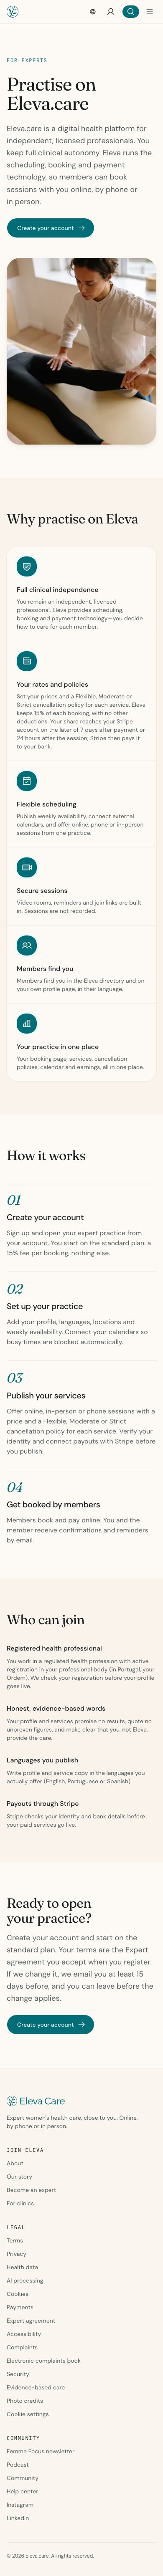 FOR EXPERTS
Practise on
Eleva.care
Eleva.care is a digital health platform for
independent, licensed professionals. You
keep full clinical autonomy. Eleva runs the
scheduling, booking and payment
technology, so members can book
sessions with you online, by phone or
in person.
Create your account
Why practise on Eleva
Full clinical independence
You remain an independent, licensed
professional. Eleva provides scheduling,
booking and payment technology—you decide
how to care for each member.
Your rates and policies
Set your prices and a Flexible, Moderate or
Strict cancellation policy for each service. Eleva
keeps 15% of each booking, with no other
deductions. Your share reaches your Stripe
account on the later of 7 days after payment or
24 hours after the session; Stripe then pays it
to your bank.
Flexible scheduling
Publish weekly availability, connect external
calendars, and offer online, phone or in-person
sessions from one practice.
Secure sessions
Video rooms, reminders and join links are built
in. Sessions are not recorded.
Members find you
Members find you in the Eleva directory and on
your own profile page, in their language.
Your practice in one place
Your booking page, services, cancellation
policies, calendar and earnings, all in one place.
How it works
01
Create your account
Sign up and open your expert practice from
your account. You start on the standard plan: a
15% fee per booking, nothing else.
02
Set up your practice
Add your profile, languages, locations and
weekly availability. Connect your calendars so
busy times are blocked automatically.
03
Publish your services
Offer online, in-person or phone sessions with a
price and a Flexible, Moderate or Strict
cancellation policy for each service. Verify your
identity and connect payouts with Stripe before
you publish.
04
Get booked by members
Members book and pay online. You and the
member receive confirmations and reminders
by email.
Who can join
Registered health professional
You work in a regulated health profession with active
registration in your professional body (in Portugal, your
Ordem). We check your registration before your profile
goes live.
Honest, evidence-based words
Your profile and services promise no results, quote no
unproven figures, and make clear that you, not Eleva,
provide the care.
Languages you publish
Write profile and service copy in the languages you
actually offer (English, Portuguese or Spanish).
Payouts through Stripe
Stripe checks your identity and bank details before
your paid services go live.
Ready to open
your practice?
Create your account and start on the
standard plan. Your terms are the Expert
agreement you accept when you register.
If we change it, we email you at least 15
days before, and you can leave before the
change applies.
Create your account
Eleva Care
Expert women's health care, close to you. Online,
by phone or in person.
JOIN ELEVA
About
Our story
Become an expert
For clinics
LEGAL
Terms
Privacy
Health data
AI processing
Cookies
Payments
Expert agreement
Accessibility
Complaints
Electronic complaints book
Security
Evidence-based care
Photo credits
Cookie settings
COMMUNITY
Femme Focus newsletter
Podcast
Community
Help center
Instagram
LinkedIn
© 2026 Eleva.care. All rights reserved.